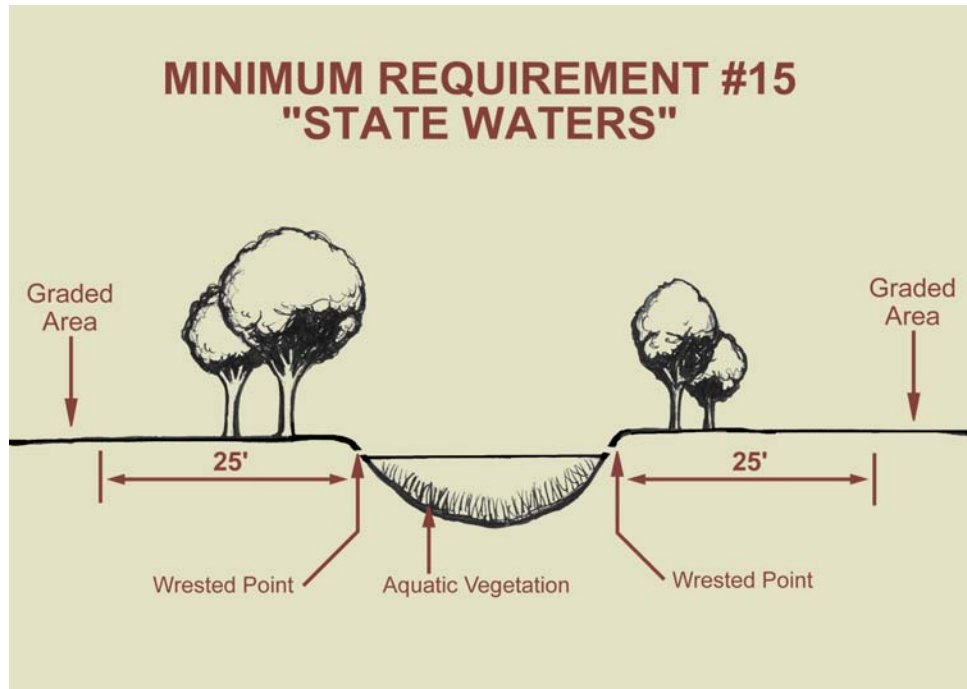 MINIMUM REQUIREMENT #15
"STATE WATERS"
Graded
Area
Graded
Area
25'
25'
Wrested Point
Aquatic Vegetation
Wrested Point